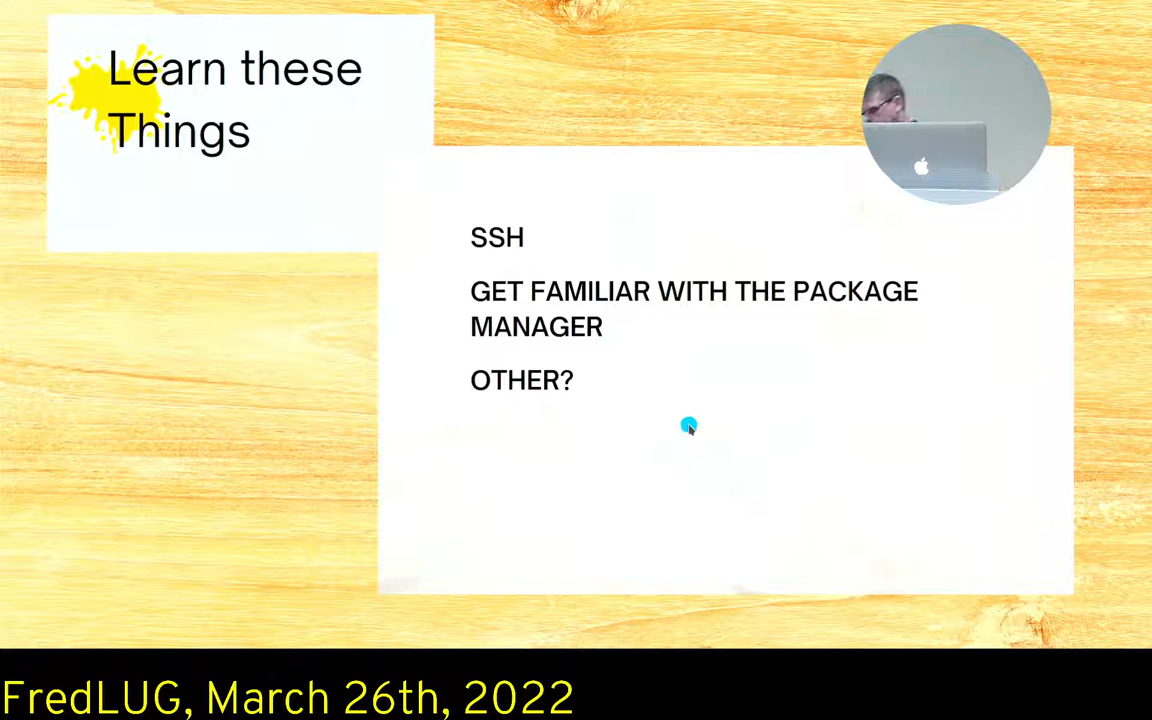 Learn these
Things
SSH
GET FAMILIAR WITH THE PACKAGE
MANAGER
OTHER?
FredLUG, March 26th, 2022